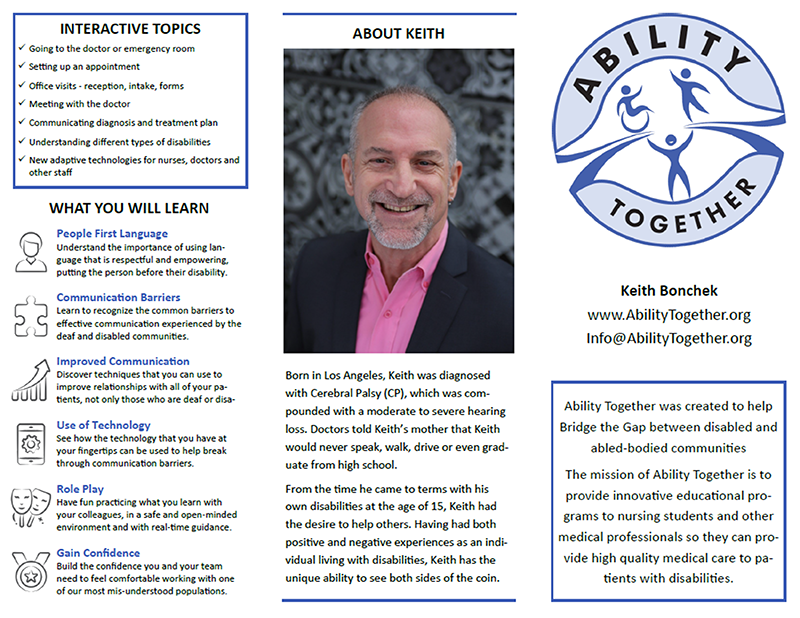 INTERACTIVE TOPICS
✓ Going to the doctor or emergency room
✓ Setting up an appointment
✓ Office visits - reception, intake, forms
✓ Meeting with the doctor
✓ Communicating diagnosis and treatment plan
✓ Understanding different types of disabilities
✓ New adaptive technologies for nurses, doctors and
other staff
WHAT YOU WILL LEARN
People First Language
Understand the importance of using lan-
guage that is respectful and empowering,
putting the person before their disability.
Communication Barriers
Learn to recognize the common barriers to
effective communication experienced by the
deaf and disabled communities.
Improved Communication
Discover techniques that you can use to
improve relationships with all of your pa-
tients, not only those who are deaf or disa-
Use of Technology
See how the technology that you have at
your fingertips can be used to help break
through communication barriers.
Role Play
Have fun practicing what you learn with
your colleagues, in a safe and open-minded
environment and with real-time guidance.
Gain Confidence
Build the confidence you and your team
need to feel comfortable working with one
of our most mis-understood populations.
ABOUT KEITH
Born in Los Angeles, Keith was diagnosed
with Cerebral Palsy (CP), which was com-
pounded with a moderate to severe hearing
loss. Doctors told Keith's mother that Keith
would never speak, walk, drive or even grad-
uate from high school.
From the time he came to terms with his
own disabilities at the age of 15, Keith had
the desire to help others. Having had both
positive and negative experiences as an indi-
vidual living with disabilities, Keith has the
unique ability to see both sides of the coin.
ABILITY
TOGETHER
Keith Bonchek
www.AbilityTogether.org
Info@AbilityTogether.org
Ability Together was created to help
Bridge the Gap between disabled and
abled-bodied communities
The mission of Ability Together is to
provide innovative educational pro-
grams to nursing students and other
medical professionals so they can pro-
vide high quality medical care to pa-
tients with disabilities.